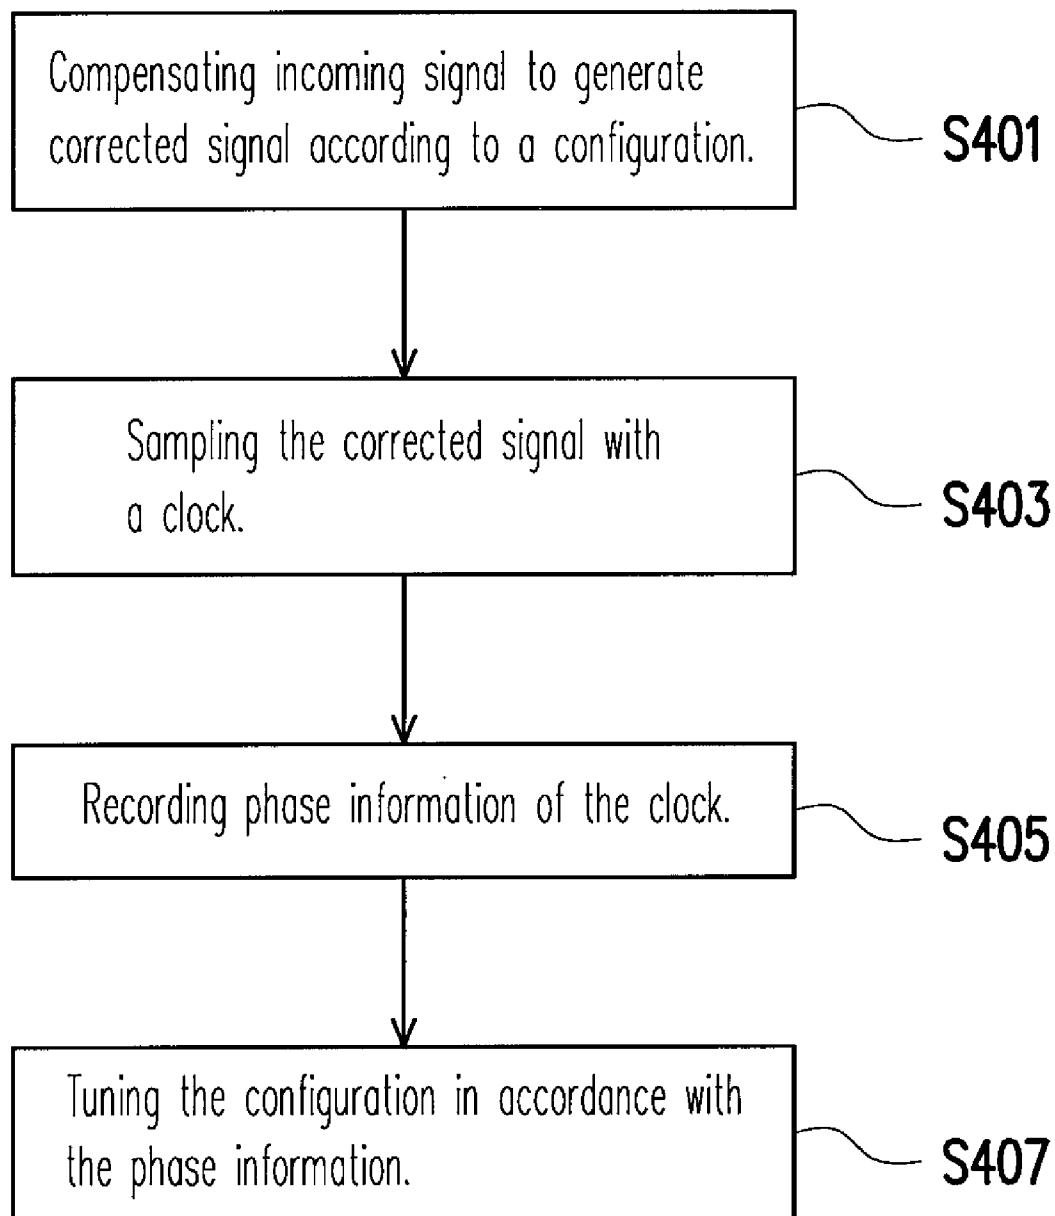 Compensating incoming signal to generate
corrected signal according to a configuration.
S401
Sampling the corrected signal with
a clock.
S403
Recording phase information of the clock.
S405
Tuning the configuration in accordance with
the phase information.
S407